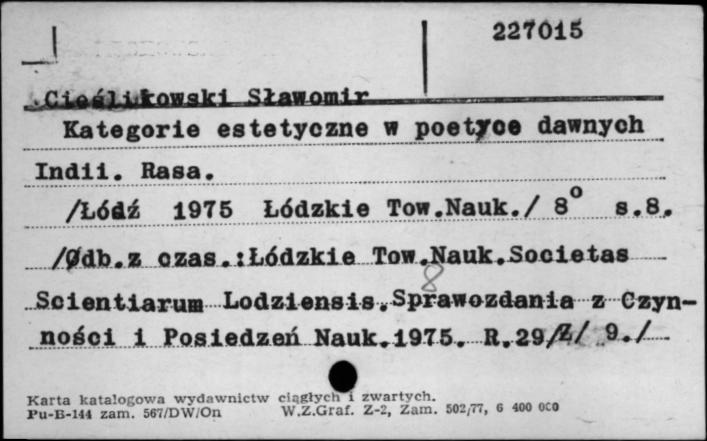 227015
Cieślikowski Sławomir
Kategorie estetyczne w poetyce dawnych
Indii. Rasa.
/Łódź 1975 Łódzkie Tow.Nauk./ 8° s.8.
/Odb.z czas.:Łódzkie Tow.Nauk.Societas
8
Scientiarum Lodziensis.Sprawozdania z Czyn-
ności i Posiedzeń Nauk.1975. R.29/z/ 9./
Karta katalogowa wydawnictw ciągłych i zwartych.
Pu-B-144 zam. 567/DW/On W.Z.Graf. Z-2, Zam. 502/77, 6 400 000